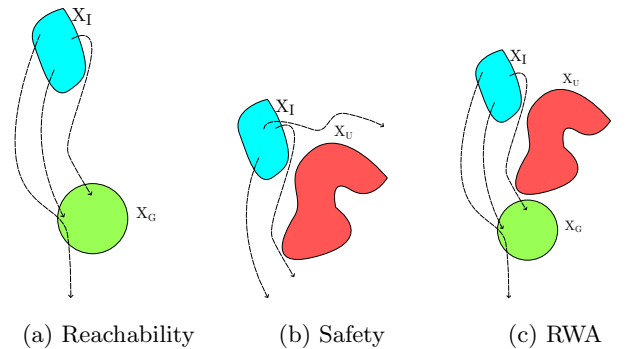 X_I
X_G
(a) Reachability
X_I
X_U
(b) Safety
X_I
X_U
X_G
(c) RWA